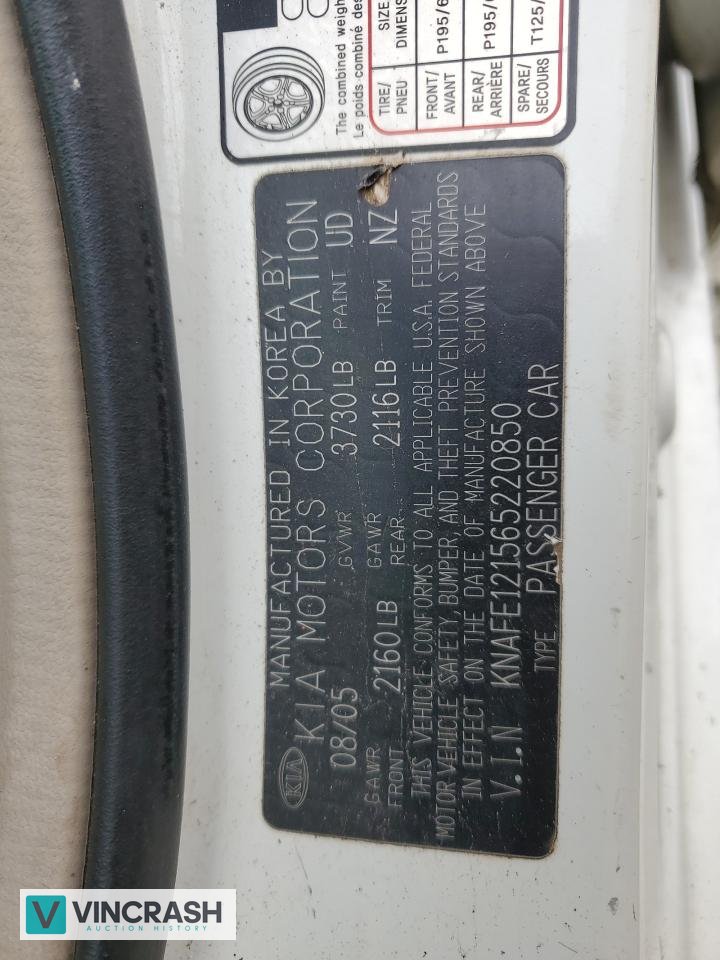 KIA
MANUFACTURED IN KOREA BY
KIA MOTORS CORPORATION
08/05 GVWR 3730LB PAINT UD
GAWR FRONT 2160LB GAWR REAR 2116LB TRIM NZ
THIS VEHICLE CONFORMS TO ALL APPLICABLE U.S.A. FEDERAL
MOTOR VEHICLE SAFETY, BUMPER, AND THEFT PREVENTION STANDARDS
IN EFFECT ON THE DATE OF MANUFACTURE SHOWN ABOVE
V.I.N KNAFE121565220850
TYPE PASSENGER CAR
The combined weigh
Le poids combiné des
TIRE/ PNEU SIZE DIMENS
FRONT/ AVANT P195/6
REAR/ ARRIÈRE P195/
SPARE/ SECOURS T125/
V VINCRASH
AUCTION HISTORY